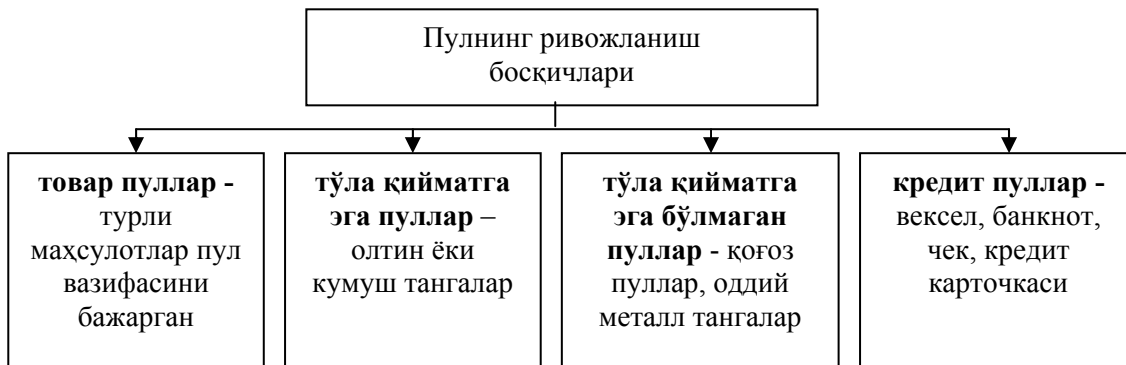 Пулнинг ривожланиш
босқичлари
товар пуллар -
турли
маҳсулотлар пул
вазифасини
бажарган
тўла қийматга
эга пуллар –
олтин ёки
кумуш тангалар
тўла қийматга
эга бўлмаган
пуллар - қоғоз
пуллар, оддий
металл тангалар
кредит пуллар -
вексел, банкнот,
чек, кредит
карточкаси